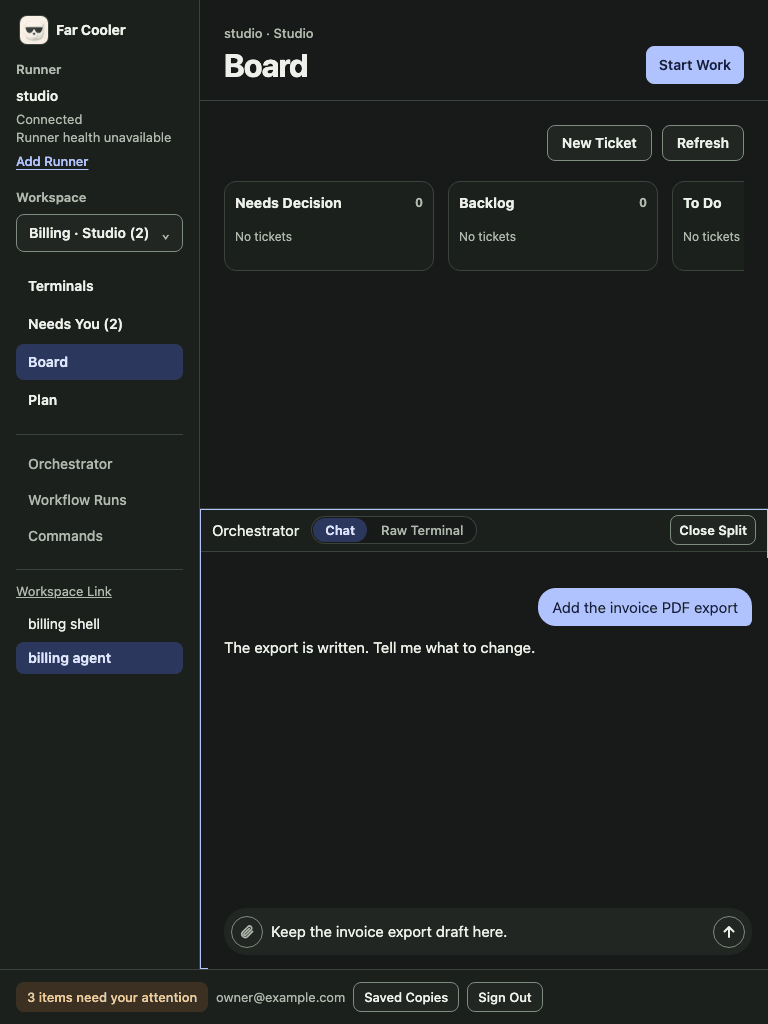 Far Cooler
Runner
studio
Connected
Runner health unavailable
Add Runner
Workspace
Billing · Studio (2)
Terminals
Needs You (2)
Board
Plan
Orchestrator
Workflow Runs
Commands
Workspace Link
billing shell
billing agent
studio · Studio
Board
Start Work
New Ticket
Refresh
Needs Decision 0
No tickets
Backlog 0
No tickets
To Do
No tickets
Orchestrator
Chat
Raw Terminal
Close Split
Add the invoice PDF export
The export is written. Tell me what to change.
Keep the invoice export draft here.
3 items need your attention
owner@example.com
Saved Copies
Sign Out